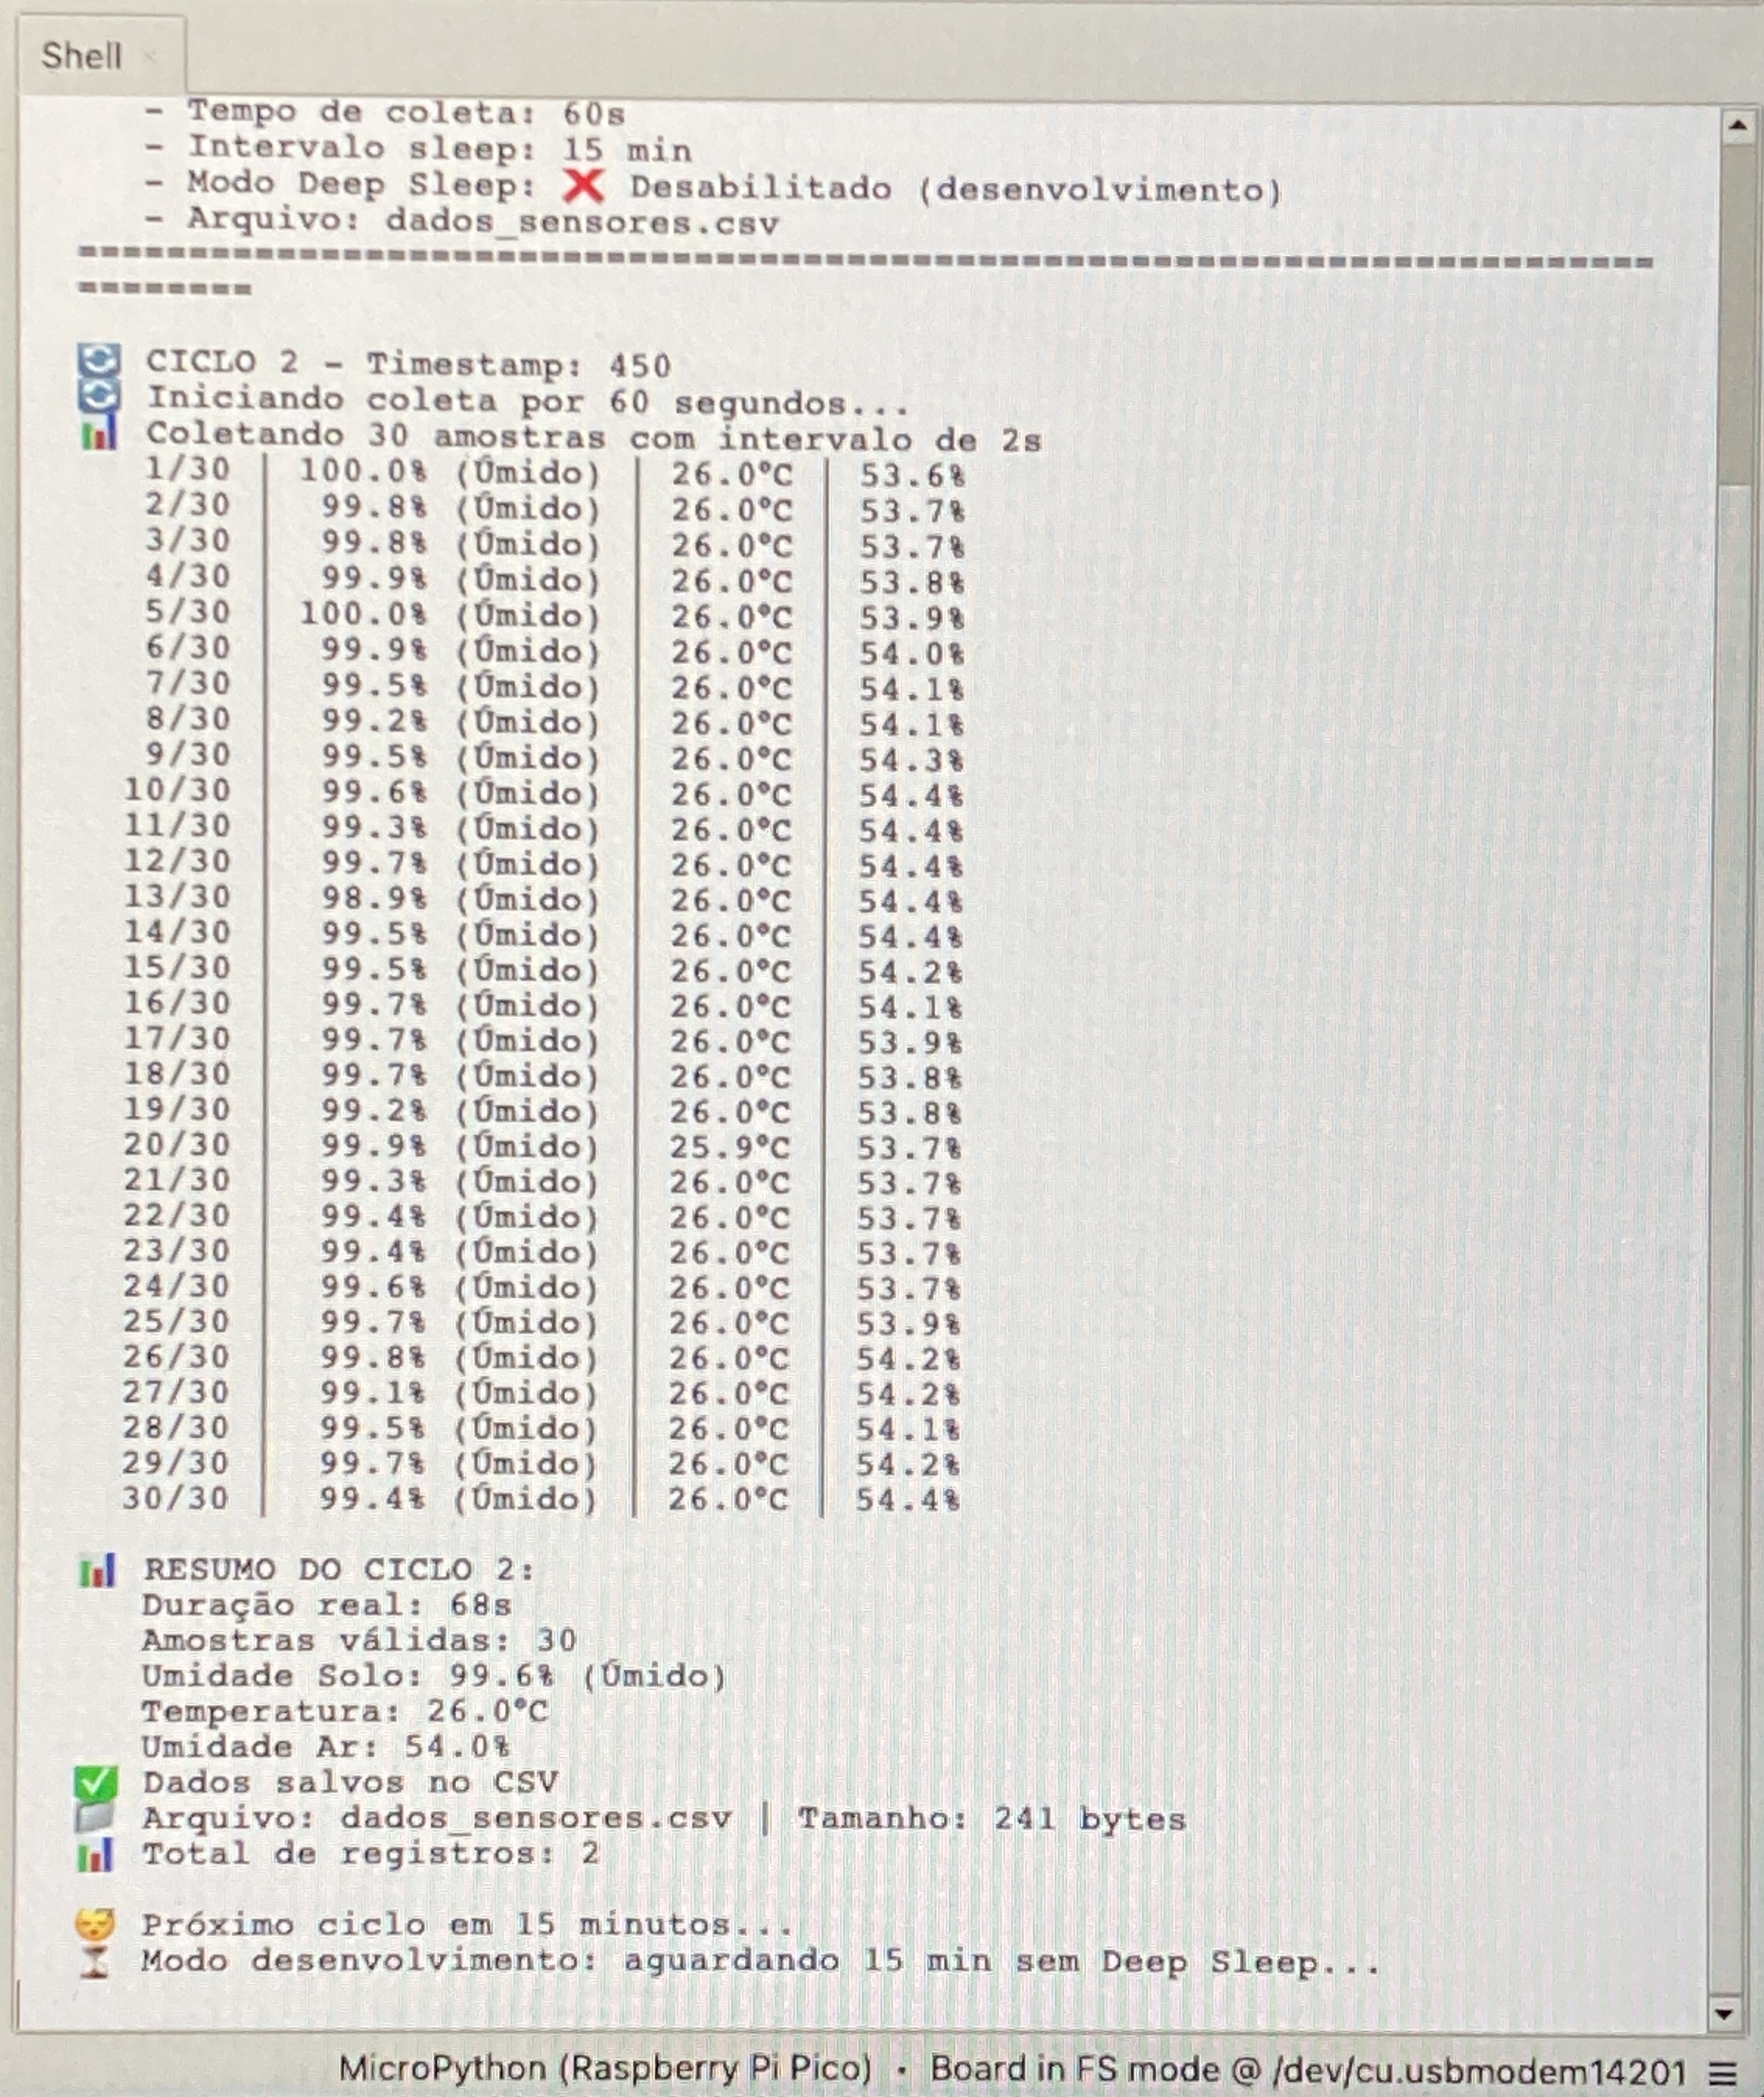 Shell
- Tempo de coleta: 60s
- Intervalo sleep: 15 min
- Modo Deep Sleep: ❌ Desabilitado (desenvolvimento)
- Arquivo: dados_sensores.csv
========================================================================
========
🔄 CICLO 2 - Timestamp: 450
🔄 Iniciando coleta por 60 segundos...
📊 Coletando 30 amostras com intervalo de 2s
1/30 | 100.0% (Úmido) | 26.0°C | 53.6%
2/30 | 99.8% (Úmido) | 26.0°C | 53.7%
3/30 | 99.8% (Úmido) | 26.0°C | 53.7%
4/30 | 99.9% (Úmido) | 26.0°C | 53.8%
5/30 | 100.0% (Úmido) | 26.0°C | 53.9%
6/30 | 99.9% (Úmido) | 26.0°C | 54.0%
7/30 | 99.5% (Úmido) | 26.0°C | 54.1%
8/30 | 99.2% (Úmido) | 26.0°C | 54.1%
9/30 | 99.5% (Úmido) | 26.0°C | 54.3%
10/30 | 99.6% (Úmido) | 26.0°C | 54.4%
11/30 | 99.3% (Úmido) | 26.0°C | 54.4%
12/30 | 99.7% (Úmido) | 26.0°C | 54.4%
13/30 | 98.9% (Úmido) | 26.0°C | 54.4%
14/30 | 99.5% (Úmido) | 26.0°C | 54.4%
15/30 | 99.5% (Úmido) | 26.0°C | 54.2%
16/30 | 99.7% (Úmido) | 26.0°C | 54.1%
17/30 | 99.7% (Úmido) | 26.0°C | 53.9%
18/30 | 99.7% (Úmido) | 26.0°C | 53.8%
19/30 | 99.2% (Úmido) | 26.0°C | 53.8%
20/30 | 99.9% (Úmido) | 25.9°C | 53.7%
21/30 | 99.3% (Úmido) | 26.0°C | 53.7%
22/30 | 99.4% (Úmido) | 26.0°C | 53.7%
23/30 | 99.4% (Úmido) | 26.0°C | 53.7%
24/30 | 99.6% (Úmido) | 26.0°C | 53.7%
25/30 | 99.7% (Úmido) | 26.0°C | 53.9%
26/30 | 99.8% (Úmido) | 26.0°C | 54.2%
27/30 | 99.1% (Úmido) | 26.0°C | 54.2%
28/30 | 99.5% (Úmido) | 26.0°C | 54.1%
29/30 | 99.7% (Úmido) | 26.0°C | 54.2%
30/30 | 99.4% (Úmido) | 26.0°C | 54.4%
📊 RESUMO DO CICLO 2:
Duração real: 68s
Amostras válidas: 30
Umidade Solo: 99.6% (Úmido)
Temperatura: 26.0°C
Umidade Ar: 54.0%
✅ Dados salvos no CSV
📁 Arquivo: dados_sensores.csv | Tamanho: 241 bytes
📊 Total de registros: 2
😴 Próximo ciclo em 15 minutos...
⏳ Modo desenvolvimento: aguardando 15 min sem Deep Sleep...
MicroPython (Raspberry Pi Pico) · Board in FS mode @ /dev/cu.usbmodem14201 ≡